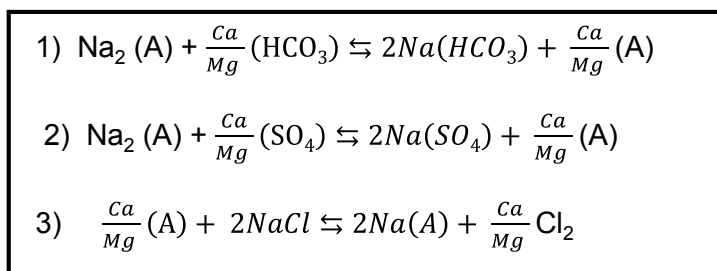 1) Na₂ (A) + Ca/Mg (HCO₃) ⇆ 2Na(HCO₃) + Ca/Mg (A)
2) Na₂ (A) + Ca/Mg (SO₄) ⇆ 2Na(SO₄) + Ca/Mg (A)
3) Ca/Mg (A) + 2NaCl ⇆ 2Na(A) + Ca/Mg Cl₂